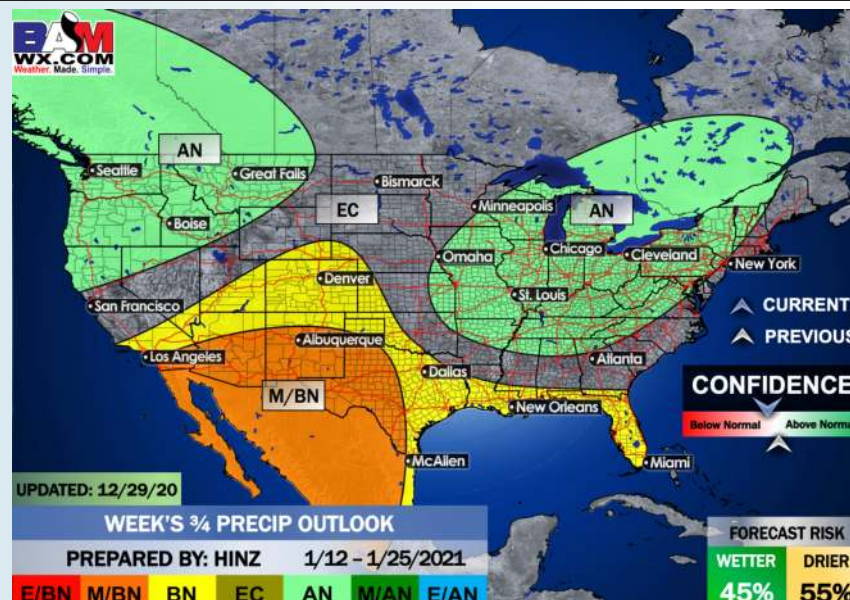 BAM
WX.COM
Weather. Made. Simple.
AN
Seattle
Great Falls
Bismarck
Boise
EC
Minneapolis
AN
Omaha
Chicago
Cleveland
New York
Denver
St. Louis
San Francisco
CURRENT
PREVIOUS
Albuquerque
Los Angeles
Atlanta
Dallas
CONFIDENCE
M/BN
New Orleans
Below Normal
Above Norma
McAllen
Miami
UPDATED: 12/29/20
WEEK'S ¾ PRECIP OUTLOOK
PREPARED BY: HINZ 1/12 – 1/25/2021
E/BN M/BN BN EC AN M/AN E/AN
FORECAST RISK
WETTER DRIER
45% 55%